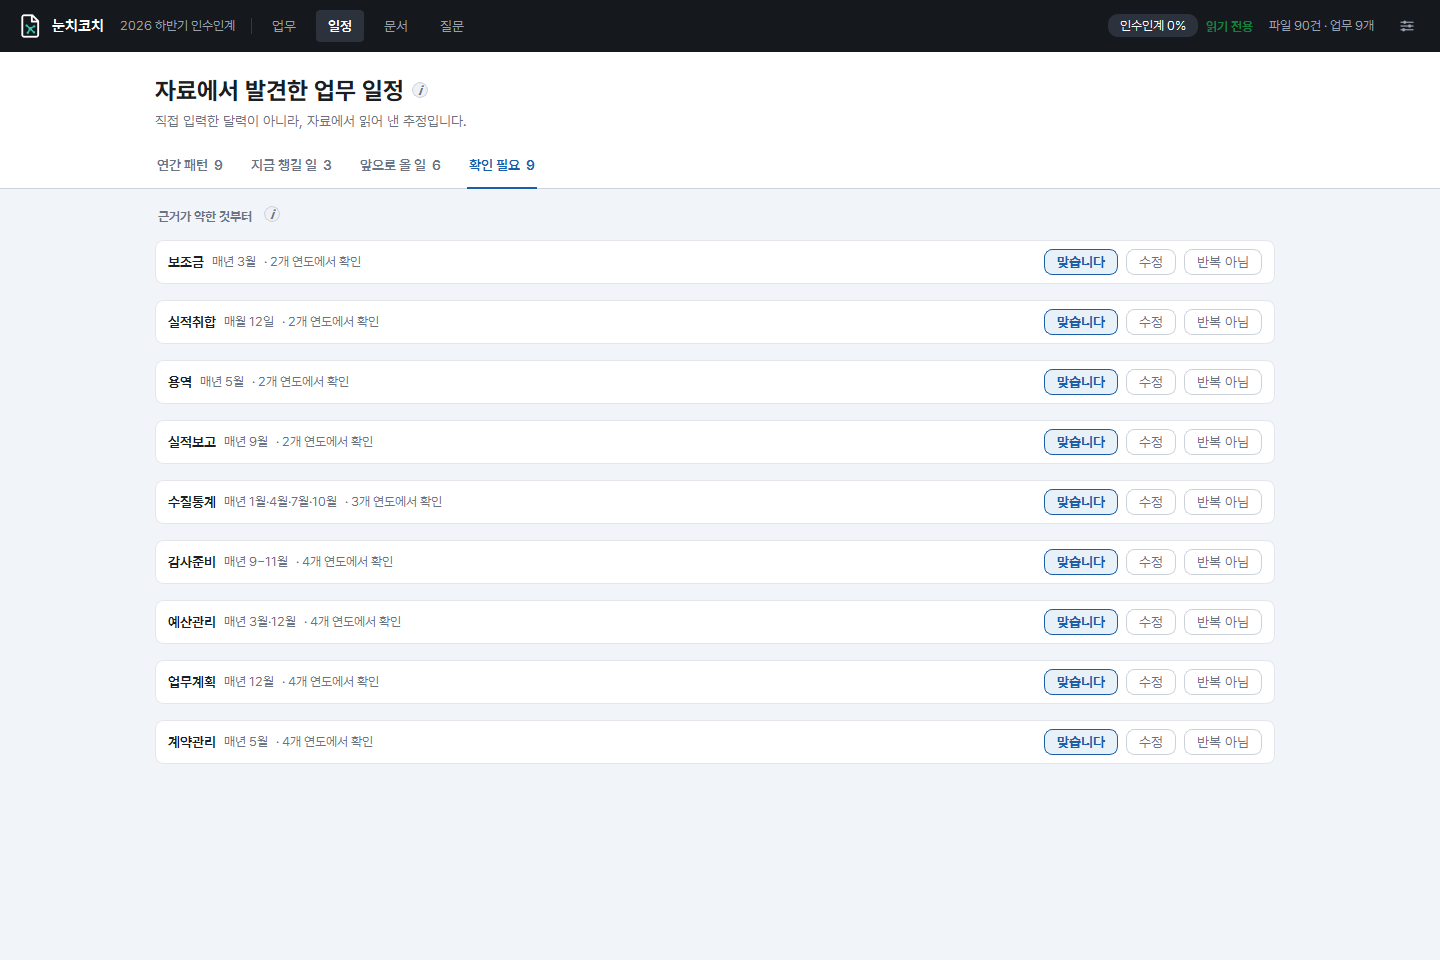 눈치코치 2026 하반기 인수인계 업무 일정 문서 질문 인수인계 0% 읽기 전용 파일 90건 · 업무 9개
자료에서 발견한 업무 일정 i
직접 입력한 달력이 아니라, 자료에서 읽어 낸 추정입니다.
연간 패턴 9 지금 챙길 일 3 앞으로 올 일 6 확인 필요 9
근거가 약한 것부터 i
보조금 매년 3월 · 2개 연도에서 확인 맞습니다 수정 반복 아님
실적취합 매월 12일 · 2개 연도에서 확인 맞습니다 수정 반복 아님
용역 매년 5월 · 2개 연도에서 확인 맞습니다 수정 반복 아님
실적보고 매년 9월 · 2개 연도에서 확인 맞습니다 수정 반복 아님
수질통계 매년 1월·4월·7월·10월 · 3개 연도에서 확인 맞습니다 수정 반복 아님
감사준비 매년 9–11월 · 4개 연도에서 확인 맞습니다 수정 반복 아님
예산관리 매년 3월·12월 · 4개 연도에서 확인 맞습니다 수정 반복 아님
업무계획 매년 12월 · 4개 연도에서 확인 맞습니다 수정 반복 아님
계약관리 매년 5월 · 4개 연도에서 확인 맞습니다 수정 반복 아님